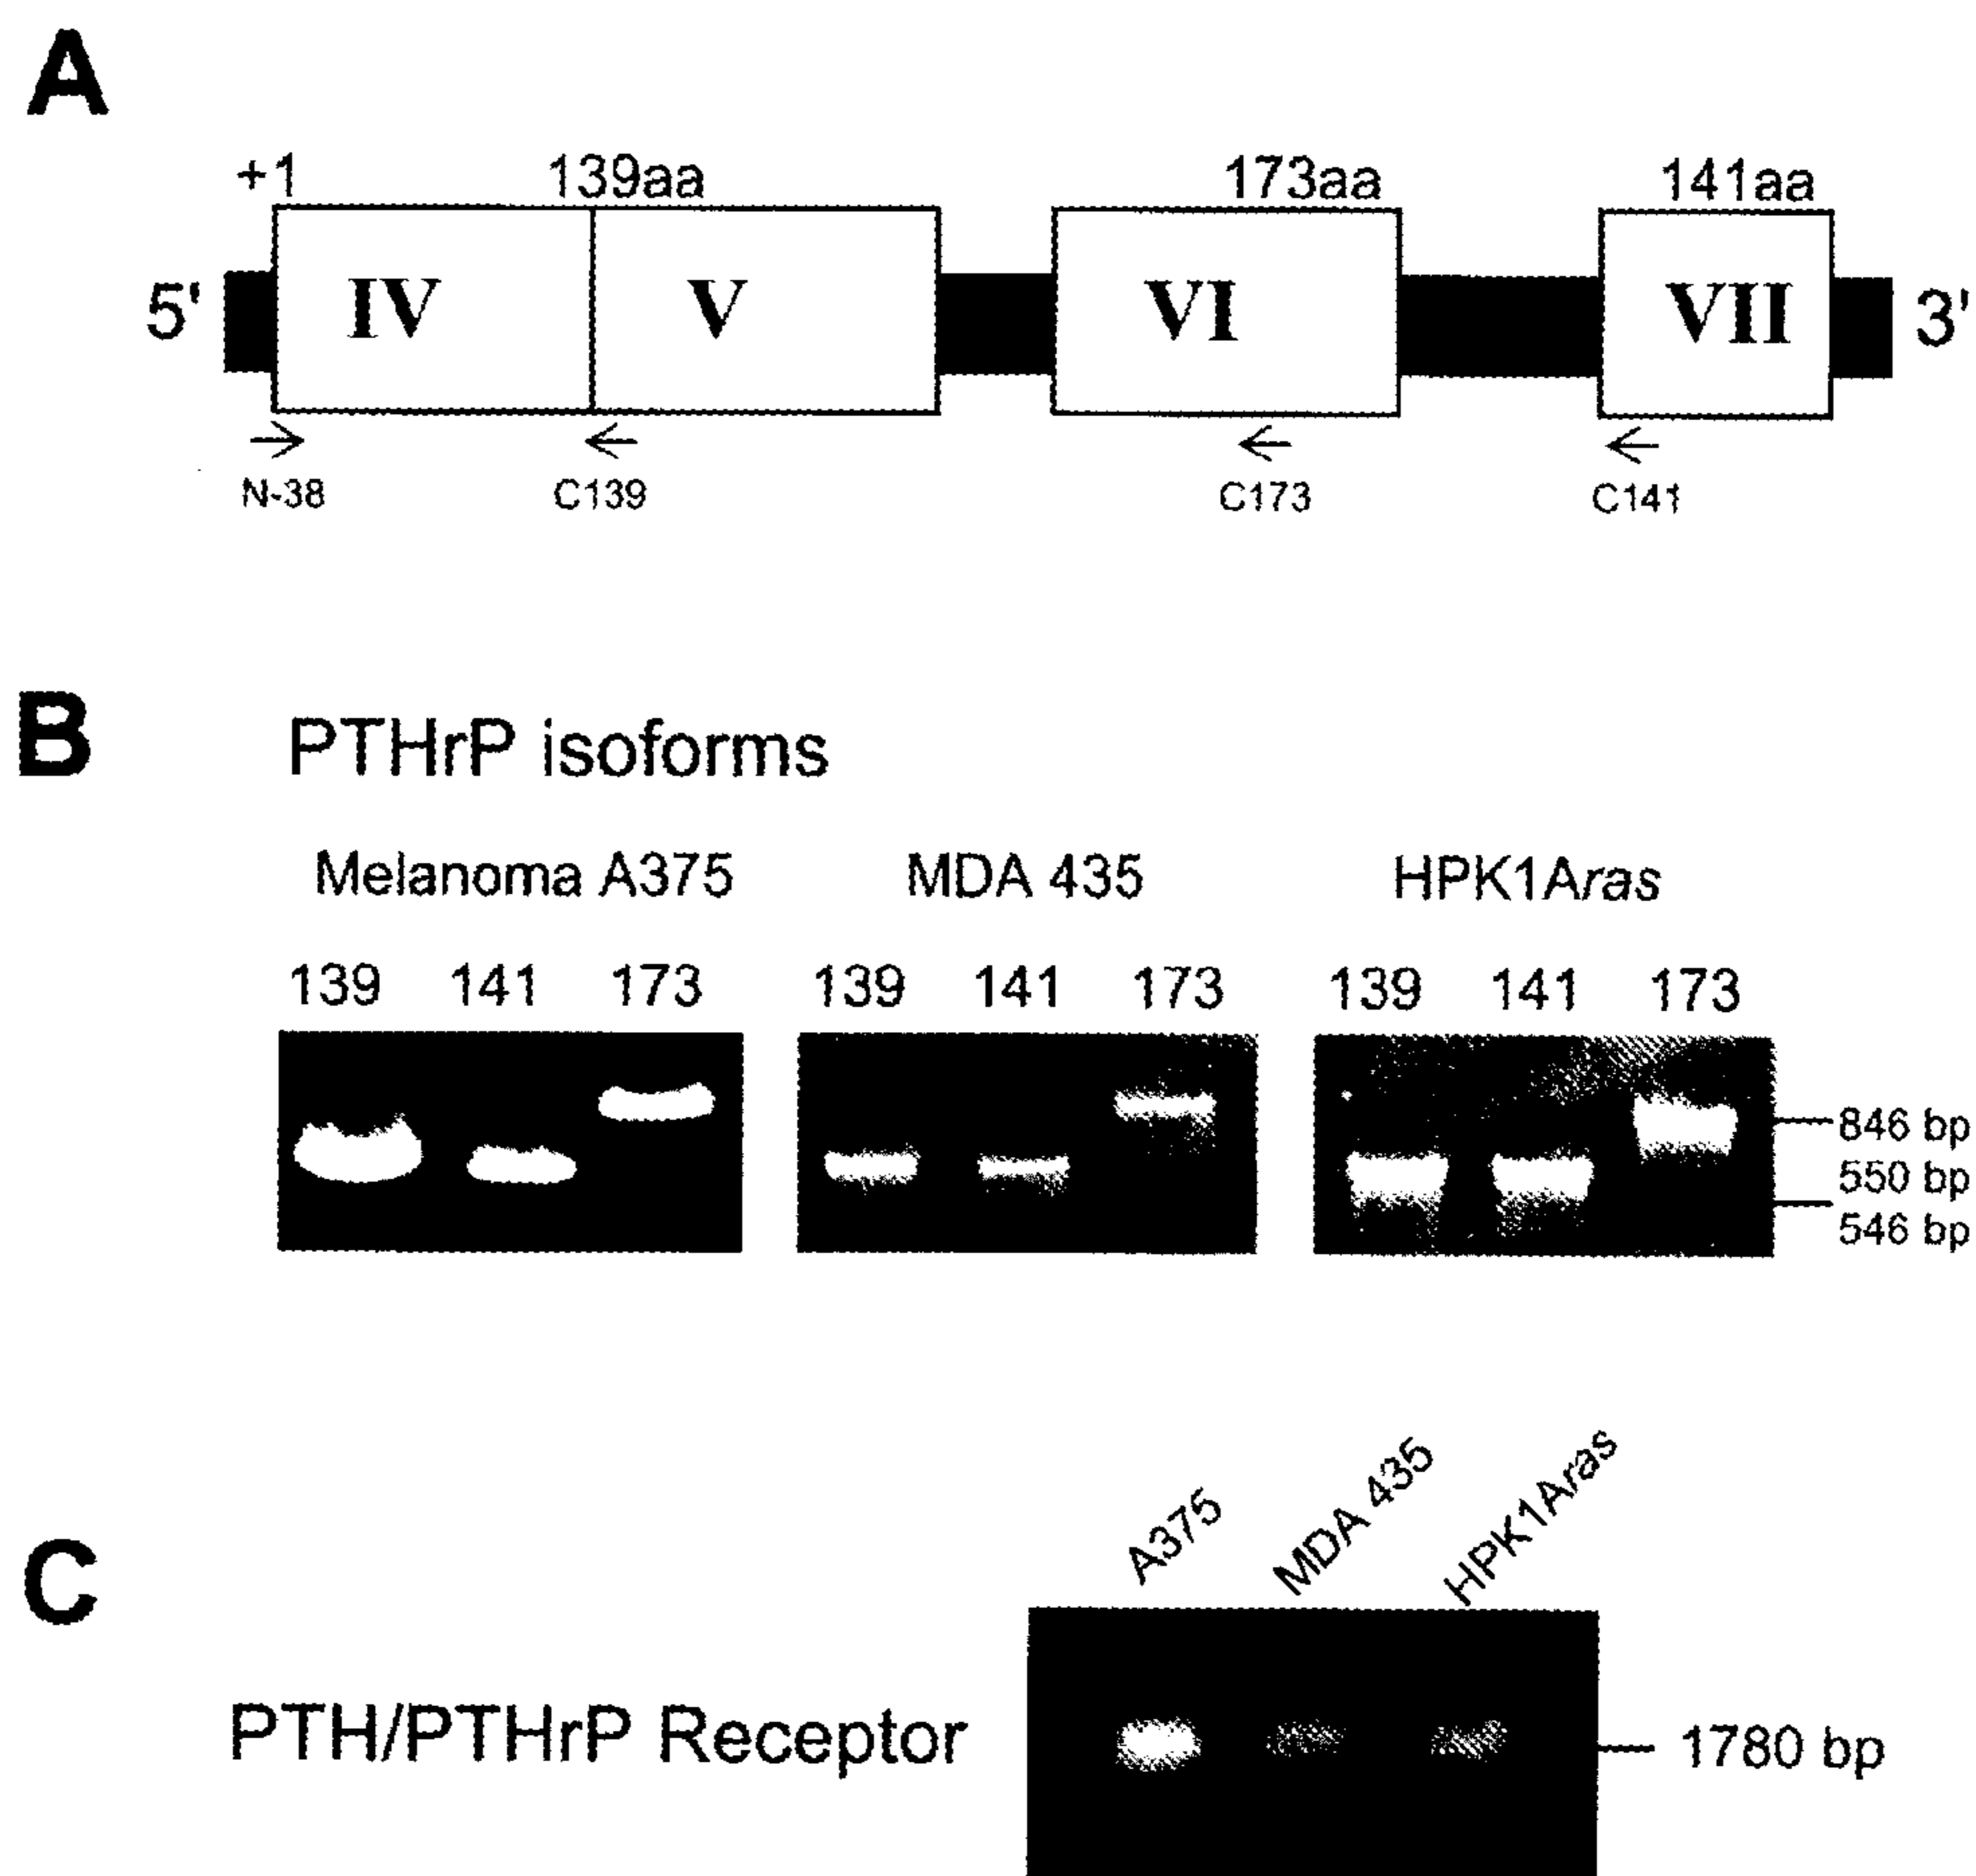 A
+1 139aa 173aa 141aa
5' IV V VI VII 3'
N-38 C139 C173 C141
B PTHrP isoforms
Melanoma A375 MDA 435 HPK1Aras
139 141 173 139 141 173 139 141 173
846 bp
550 bp
546 bp
A375 MDA 435 HPK1Aras
C
PTH/PTHrP Receptor 1780 bp